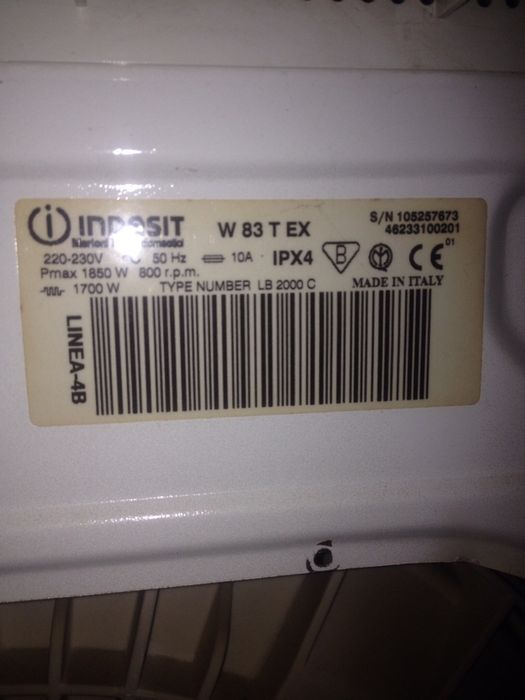 INDESIT
W 83 T EX
S/N 105257673
46233100201
220-230V 50 Hz 10A IPX4 B CE 01
Pmax 1850 W 800 r.p.m.
1700 W TYPE NUMBER LB 2000 C MADE IN ITALY
LINEA-4B